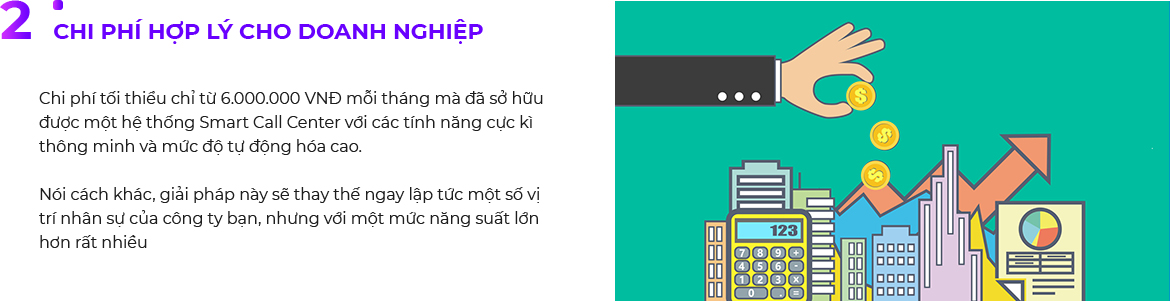 2
CHI PHÍ HỢP LÝ CHO DOANH NGHIỆP
Chi phí tối thiểu chỉ từ 6.000.000 VNĐ mỗi tháng mà đã sở hữu
được một hệ thống Smart Call Center với các tính năng cực kì
thông minh và mức độ tự động hóa cao.
Nói cách khác, giải pháp này sẽ thay thế ngay lập tức một số vị
trí nhân sự của công ty bạn, nhưng với một mức năng suất lớn
hơn rất nhiều
$
$
$
123
7 8 9 +
4 5 6 -
1 2 3 ×
0 . =